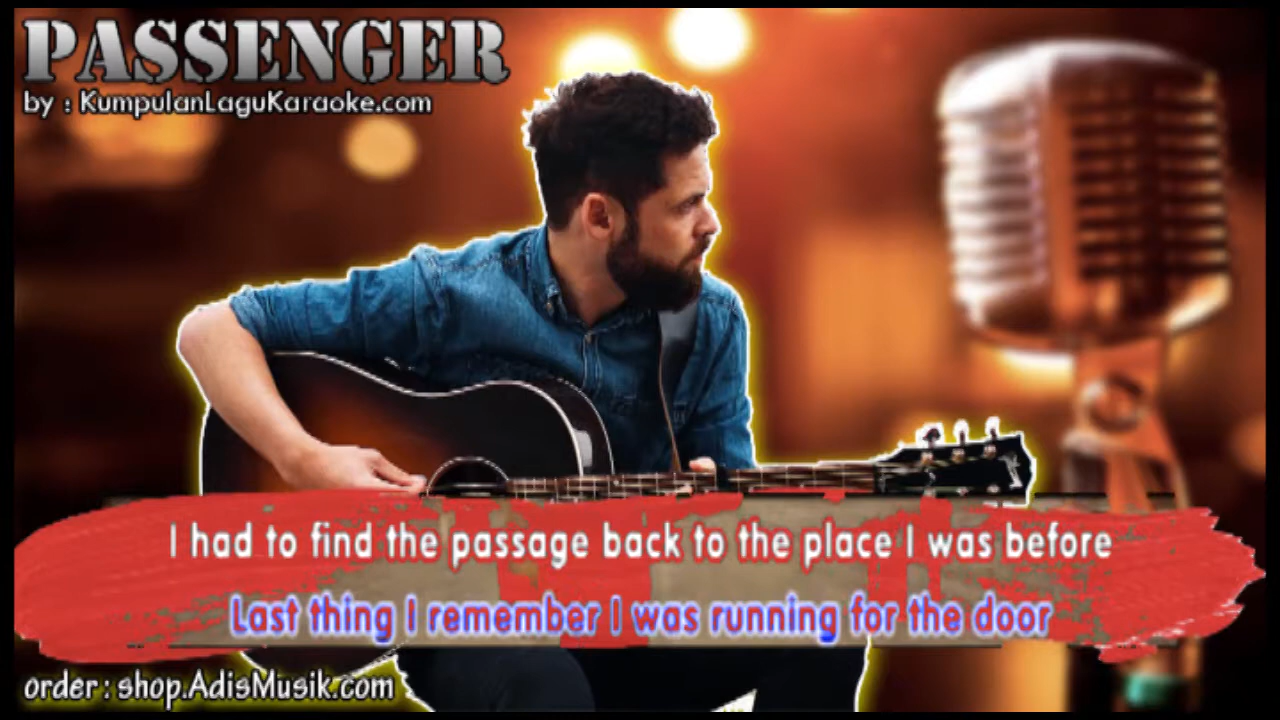 PASSENGER
by : KumpulanLaguKaraoke.com
I had to find the passage back to the place I was before
Last thing I remember I was running for the door
order : shop.AdisMusik.com